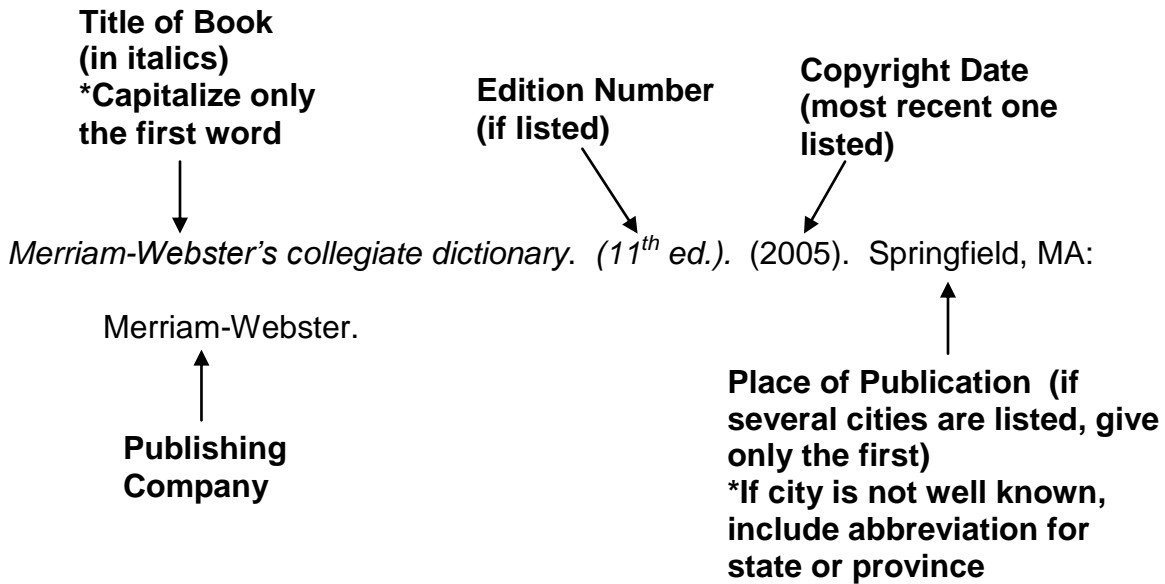 Title of Book
(in italics)
*Capitalize only
the first word
Edition Number
(if listed)
Copyright Date
(most recent one
listed)
Merriam-Webster’s collegiate dictionary. (11th ed.). (2005). Springfield, MA:
Merriam-Webster.
Publishing
Company
Place of Publication (if
several cities are listed, give
only the first)
*If city is not well known,
include abbreviation for
state or province